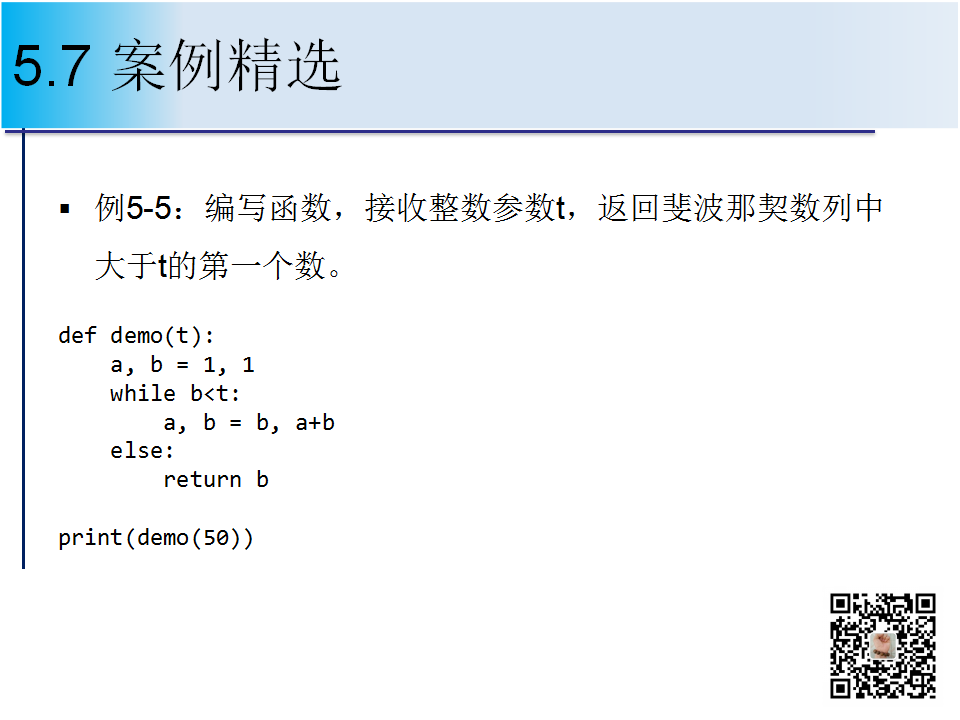 5.7 案例精选
▪ 例5-5：编写函数，接收整数参数t，返回斐波那契数列中
大于t的第一个数。
def demo(t):
    a, b = 1, 1
    while b<t:
        a, b = b, a+b
    else:
        return b
print(demo(50))